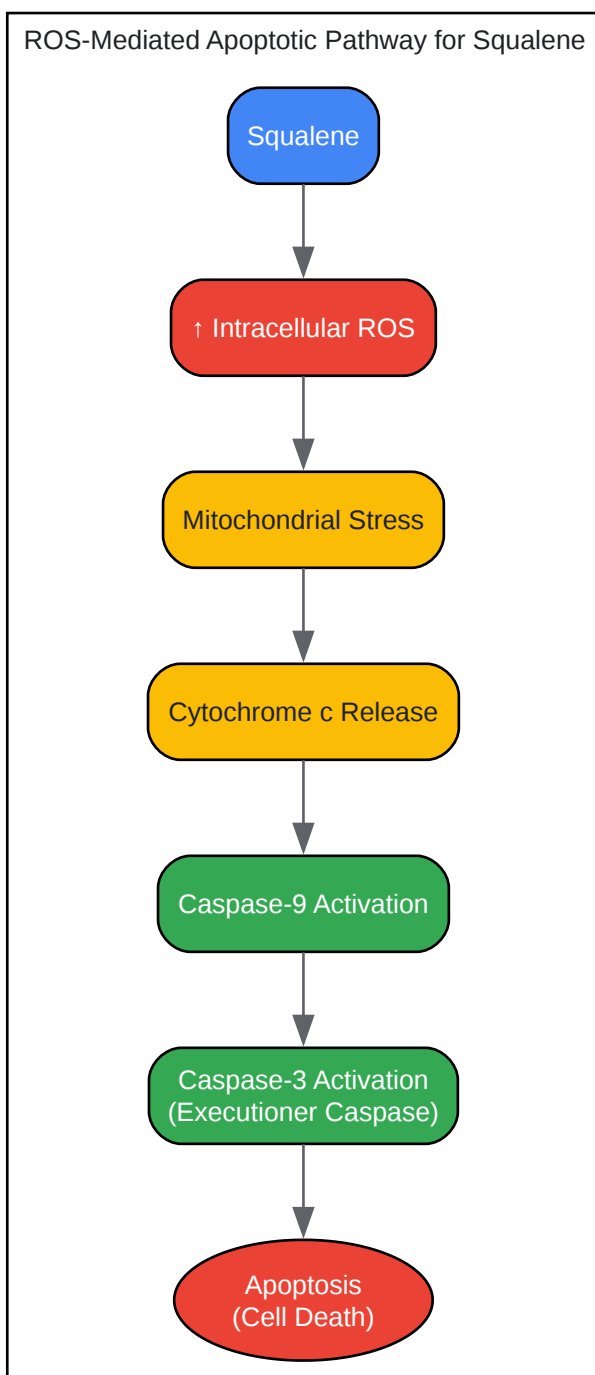 ROS-Mediated Apoptotic Pathway for Squalene
Squalene
↑ Intracellular ROS
Mitochondrial Stress
Cytochrome c Release
Caspase-9 Activation
Caspase-3 Activation
(Executioner Caspase)
Apoptosis
(Cell Death)